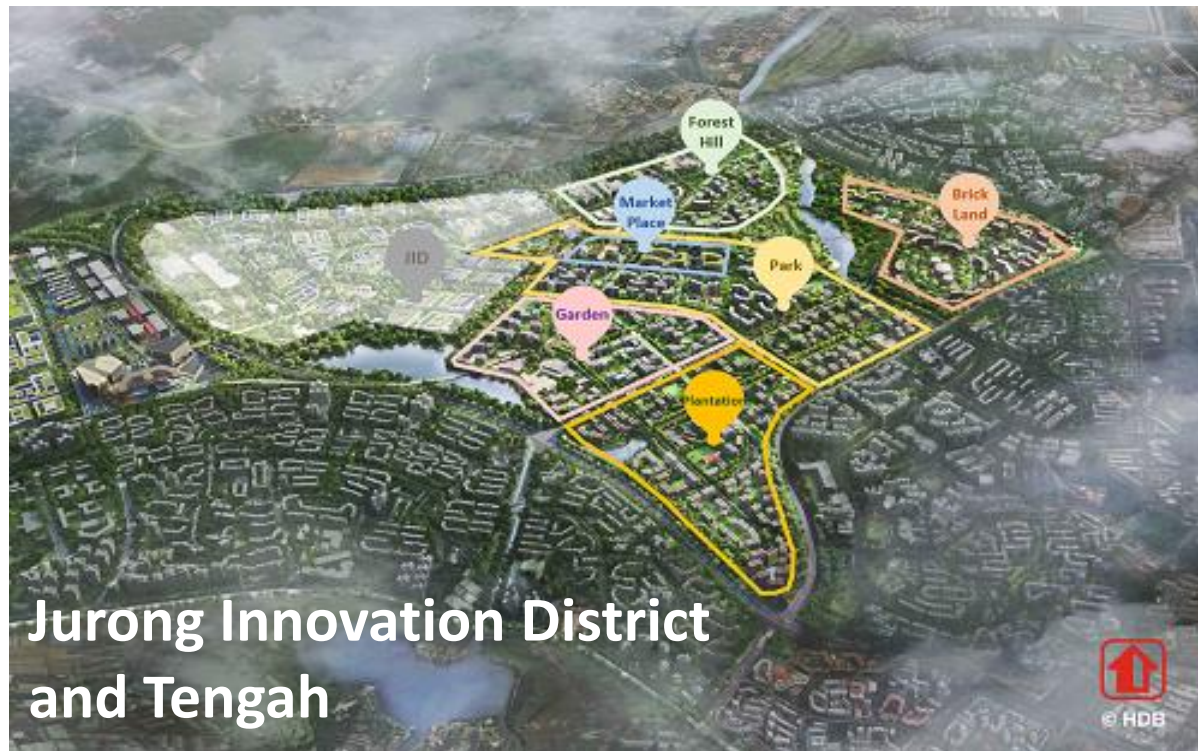 Forest
Hill
Market
Place
Brick
Land
JID
Park
Garden
Plantation
Jurong Innovation District
and Tengah
© HDB